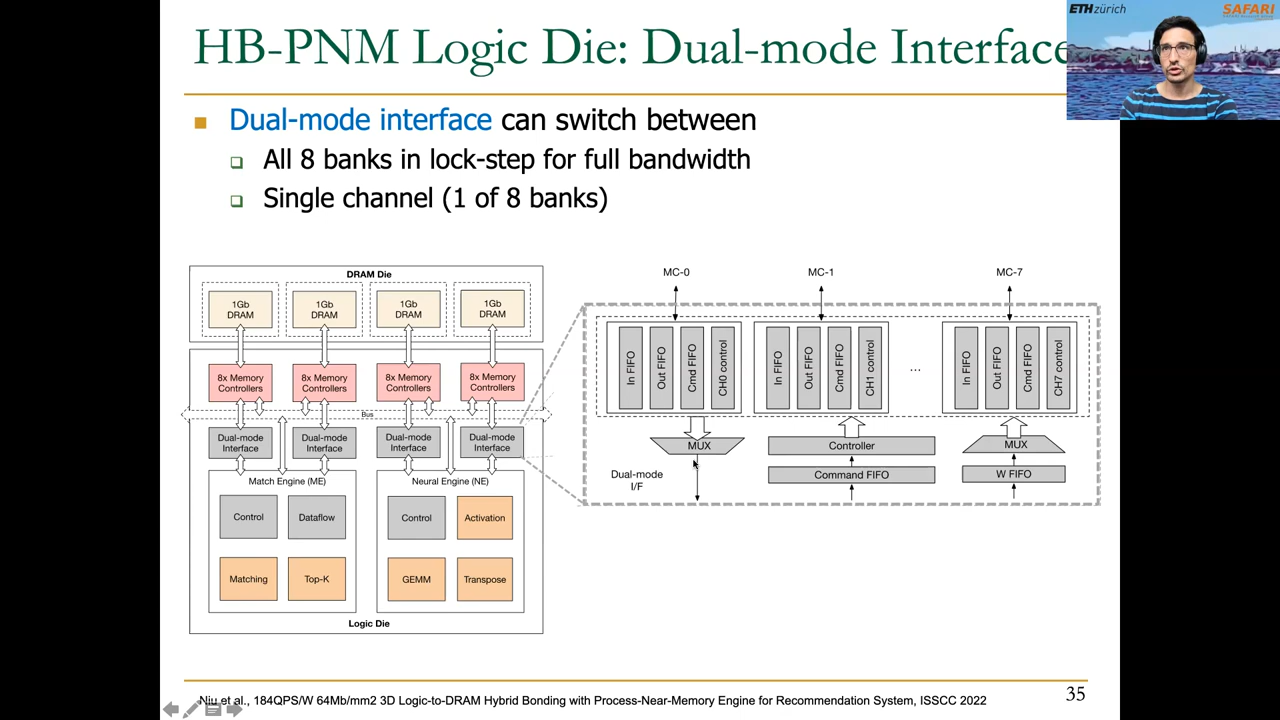 HB-PNM Logic Die: Dual-mode Interface
ETH zürich
SAFARI
Dual-mode interface can switch between
All 8 banks in lock-step for full bandwidth
Single channel (1 of 8 banks)
DRAM Die
1Gb DRAM
1Gb DRAM
1Gb DRAM
1Gb DRAM
8x Memory Controllers
8x Memory Controllers
8x Memory Controllers
8x Memory Controllers
Bus
Dual-mode Interface
Dual-mode Interface
Dual-mode Interface
Dual-mode Interface
Match Engine (ME)
Neural Engine (NE)
Control
Dataflow
Control
Activation
Matching
Top-K
GEMM
Transpose
Logic Die
MC-0
MC-1
MC-7
In FIFO
Out FIFO
Cmd FIFO
CH0 control
In FIFO
Out FIFO
Cmd FIFO
CH1 control
...
In FIFO
Out FIFO
Cmd FIFO
CH7 control
MUX
Controller
MUX
Dual-mode I/F
Command FIFO
W FIFO
Niu et al., 184QPS/W 64Mb/mm2 3D Logic-to-DRAM Hybrid Bonding with Process-Near-Memory Engine for Recommendation System, ISSCC 2022
35